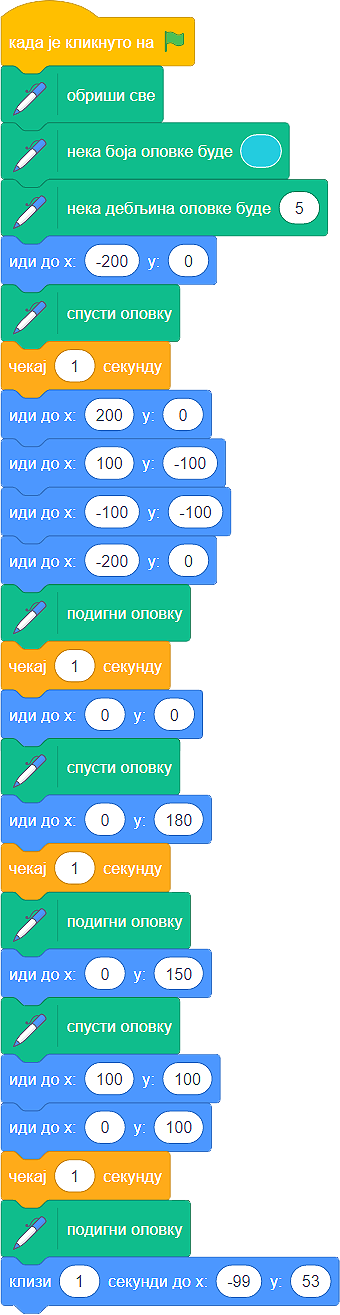 када је кликнуто на
обриши све
нека боја оловке буде
нека дебљина оловке буде 5
иди до x: -200 y: 0
спусти оловку
чекај 1 секунду
иди до x: 200 y: 0
иди до x: 100 y: -100
иди до x: -100 y: -100
иди до x: -200 y: 0
подигни оловку
чекај 1 секунду
иди до x: 0 y: 0
спусти оловку
иди до x: 0 y: 180
чекај 1 секунду
подигни оловку
иди до x: 0 y: 150
спусти оловку
иди до x: 100 y: 100
иди до x: 0 y: 100
чекај 1 секунду
подигни оловку
клизи 1 секунди до x: -99 y: 53